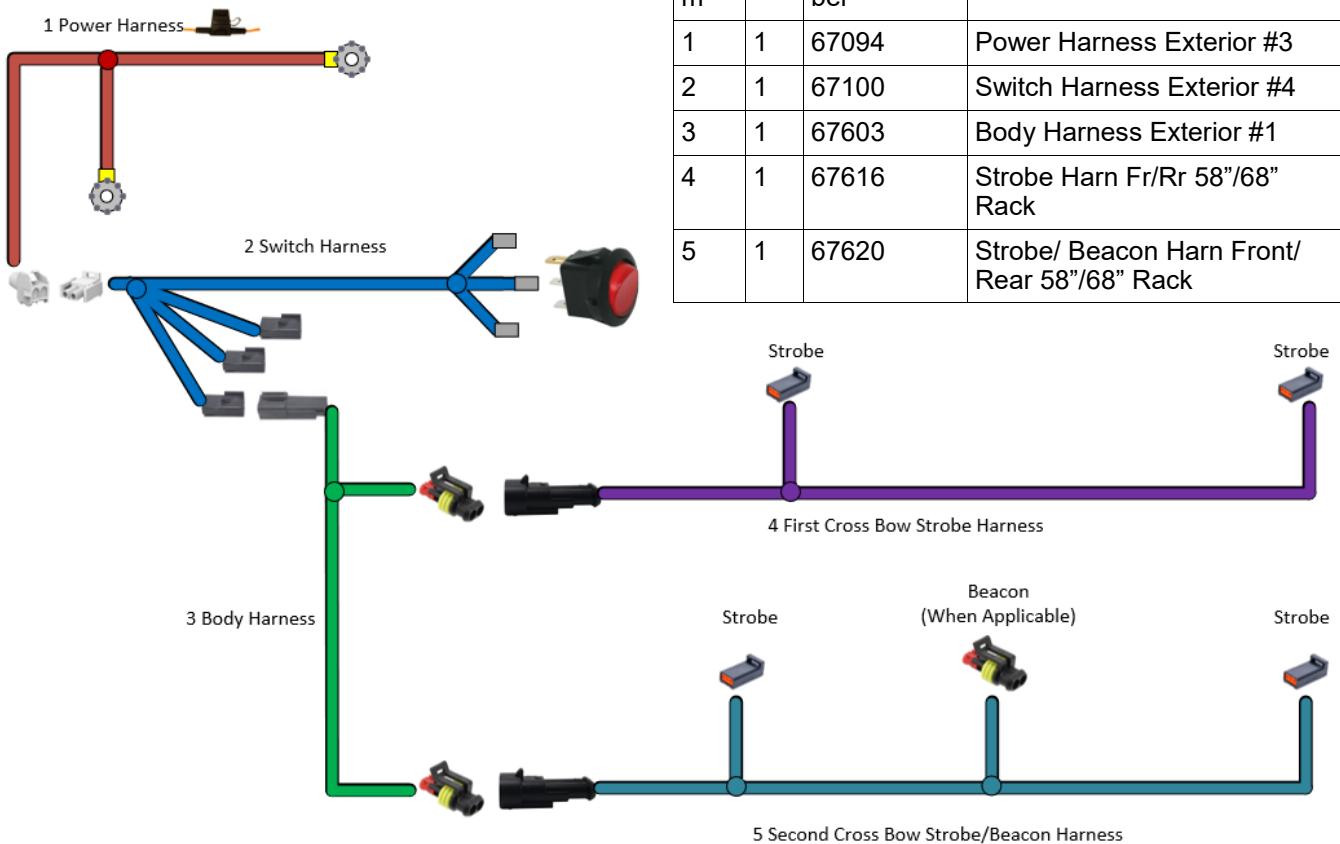 1 Power Harness
1 1 67094 Power Harness Exterior #3
2 1 67100 Switch Harness Exterior #4
3 1 67603 Body Harness Exterior #1
4 1 67616 Strobe Harn Fr/Rr 58”/68”
Rack
5 1 67620 Strobe/ Beacon Harn Front/
Rear 58”/68” Rack
2 Switch Harness
Strobe Strobe
4 First Cross Bow Strobe Harness
3 Body Harness
Strobe
Beacon
(When Applicable)
Strobe
5 Second Cross Bow Strobe/Beacon Harness